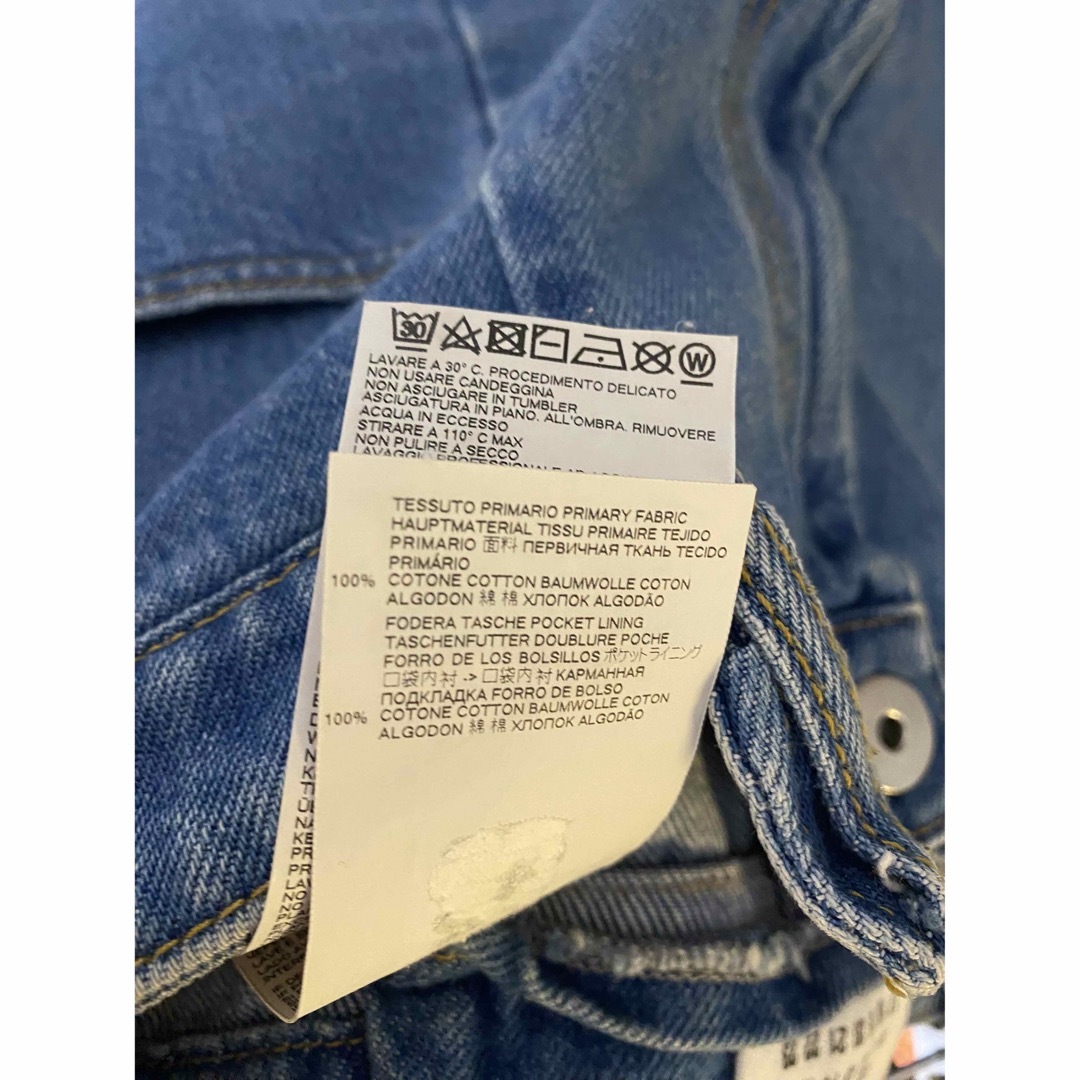 30
W
LAVARE A 30° C. PROCEDIMENTO DELICATO
NON USARE CANDEGGINA
NON ASCIUGARE IN TUMBLER
ASCIUGATURA IN PIANO. ALL'OMBRA. RIMUOVERE
ACQUA IN ECCESSO
STIRARE A 110° C MAX
NON PULIRE A SECCO
LAVAGGIO PROFESSIONALE AD
TESSUTO PRIMARIO PRIMARY FABRIC
HAUPTMATERIAL TISSU PRIMAIRE TEJIDO
PRIMARIO 面料 ПЕРВИЧНАЯ ТКАНЬ TECIDO
PRIMÁRIO
100% COTONE COTTON BAUMWOLLE COTON
ALGODON 綿 棉 ХЛОПОК ALGODÃO
FODERA TASCHE POCKET LINING
TASCHENFUTTER DOUBLURE POCHE
FORRO DE LOS BOLSILLOS ポケットライニング
口袋内衬 -> 口袋内衬 КАРМАННАЯ
ПОДКЛАДКА FORRO DE BOLSO
100% COTONE COTTON BAUMWOLLE COTON
ALGODON 綿 棉 ХЛОПОК ALGODÃO